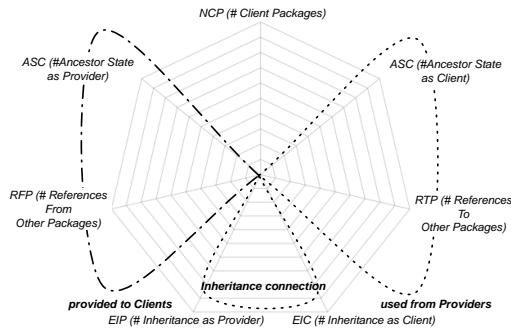 NCP (# Client Packages)
ASC (#Ancestor State
as Provider)
ASC (#Ancestor State
as Client)
RFP (# References
From
Other Packages)
RTP (# References
To
Other Packages)
Inheritance connection
provided to Clients
used from Providers
EIP (# Inheritance as Provider)
EIC (# Inheritance as Client)